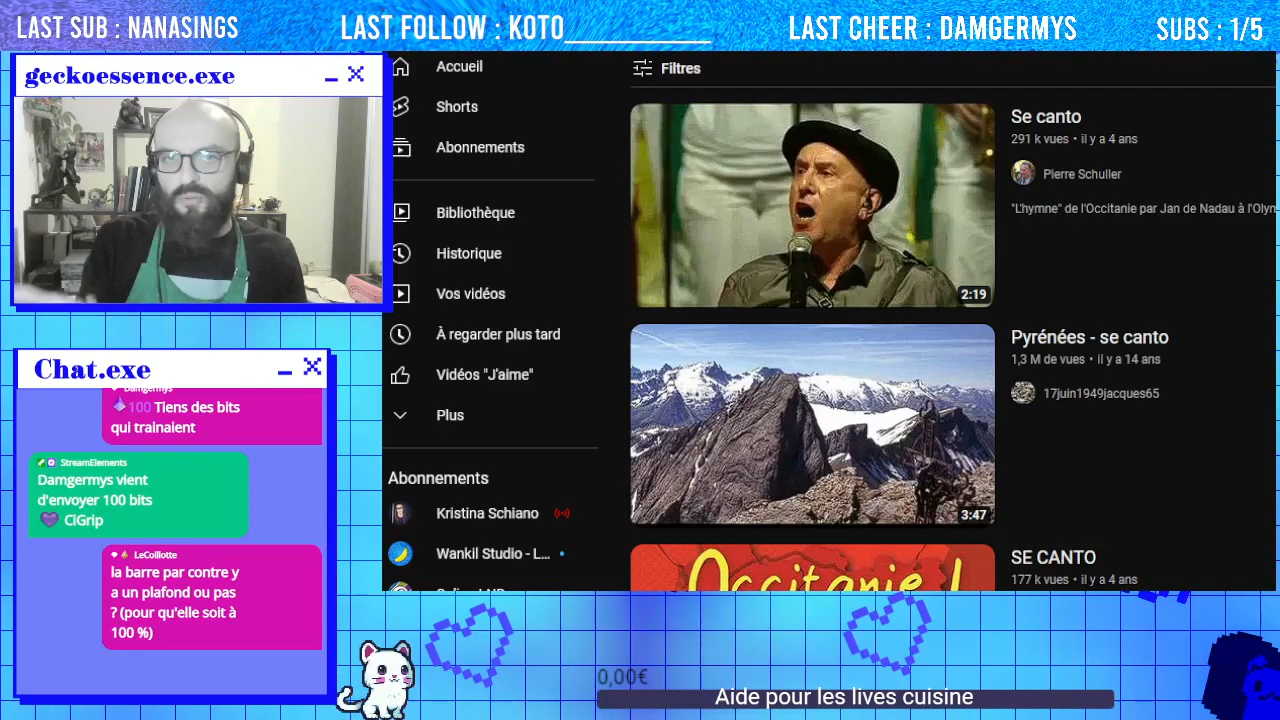 LAST SUB : NANASINGS
LAST FOLLOW : KOTO______________
LAST CHEER : DAMGERMYS
SUBS : 1/5
geckoessence.exe
Chat.exe
Damgermys
100 Tiens des bits
qui trainaient
StreamElements
Damgermys vient
d'envoyer 100 bits
CiGrip
LeCoillotte
la barre par contre y
a un plafond ou pas
? (pour qu'elle soit à
100 %)
Accueil
Shorts
Abonnements
Bibliothèque
Historique
Vos vidéos
À regarder plus tard
Vidéos "J'aime"
Plus
Abonnements
Kristina Schiano
Wankil Studio - L...
Filtres
2:19
Se canto
291 k vues • il y a 4 ans
Pierre Schuller
"L'hymne" de l'Occitanie par Jan de Nadau à l'Olyn
3:47
Pyrénées - se canto
1,3 M de vues • il y a 14 ans
17juin1949jacques65
Occitanie !
SE CANTO
177 k vues • il y a 4 ans
0,00€
Aide pour les lives cuisine